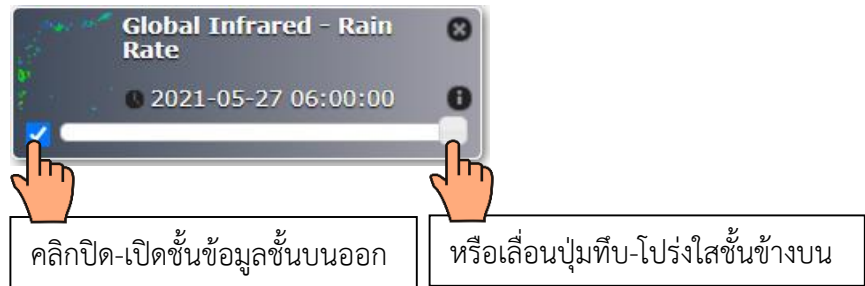 Global Infrared - Rain
Rate
2021-05-27 06:00:00
คลิกปิด-เปิดชั้นข้อมูลชั้นบนออก
หรือเลื่อนปุ่มทึบ-โปร่งใสชั้นข้างบน